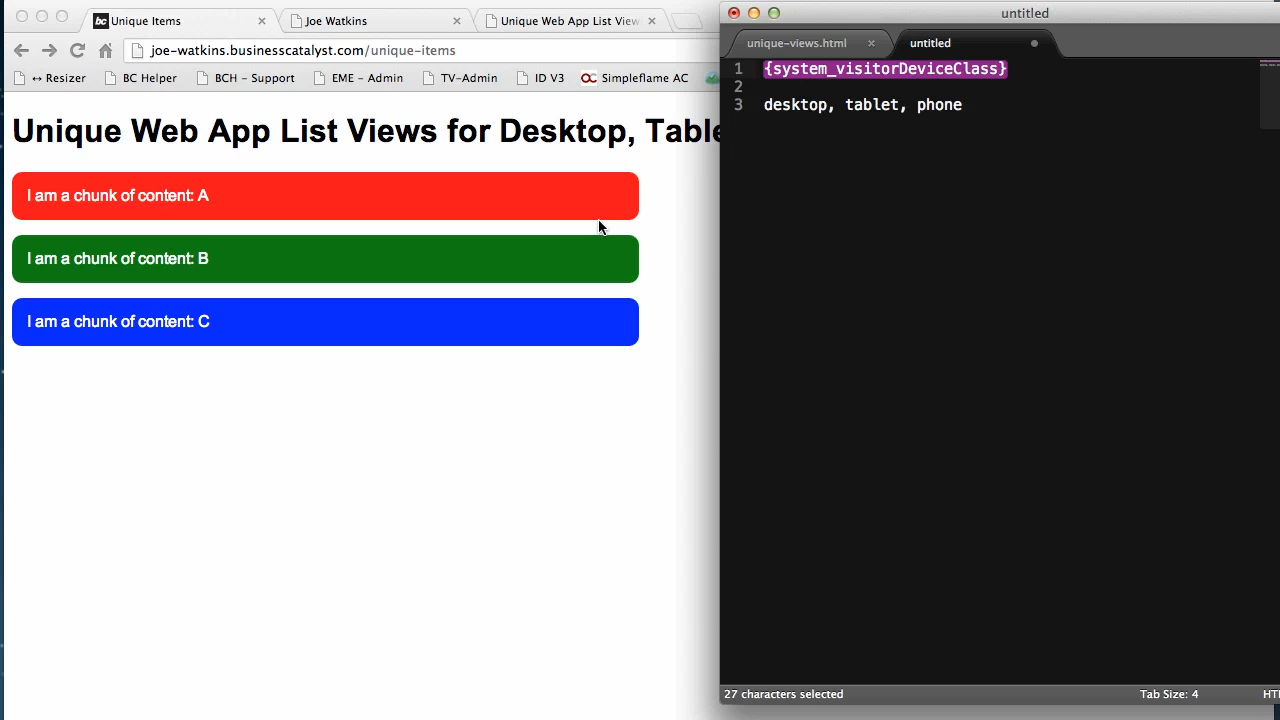 bc Unique Items
Joe Watkins
Unique Web App List View
joe-watkins.businesscatalyst.com/unique-items
↔ Resizer
BC Helper
BCH - Support
EME - Admin
TV-Admin
ID V3
OC Simpleflame AC
Unique Web App List Views for Desktop, Table
I am a chunk of content: A
I am a chunk of content: B
I am a chunk of content: C
untitled
unique-views.html
untitled
1 {system_visitorDeviceClass}
2
3 desktop, tablet, phone
27 characters selected
Tab Size: 4
HT